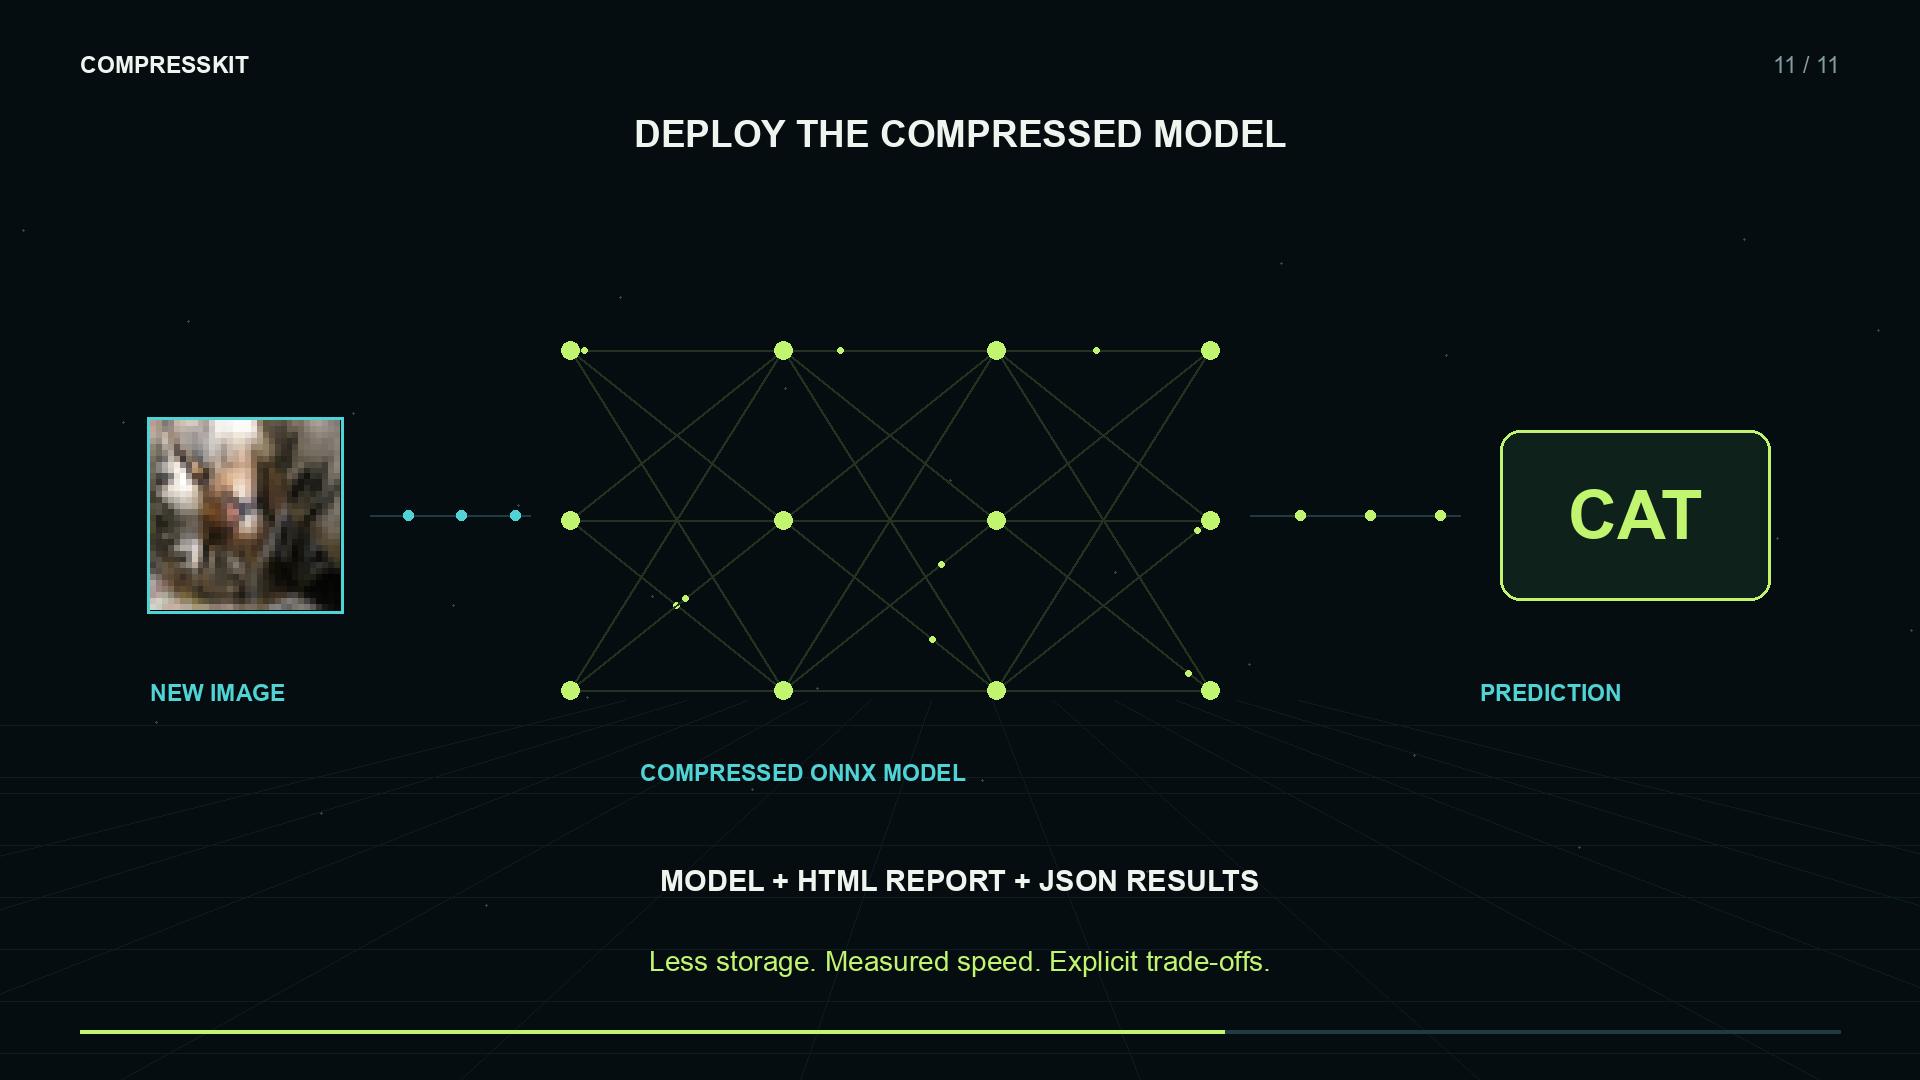 COMPRESSKIT
11 / 11
DEPLOY THE COMPRESSED MODEL
CAT
NEW IMAGE
PREDICTION
COMPRESSED ONNX MODEL
MODEL + HTML REPORT + JSON RESULTS
Less storage. Measured speed. Explicit trade-offs.